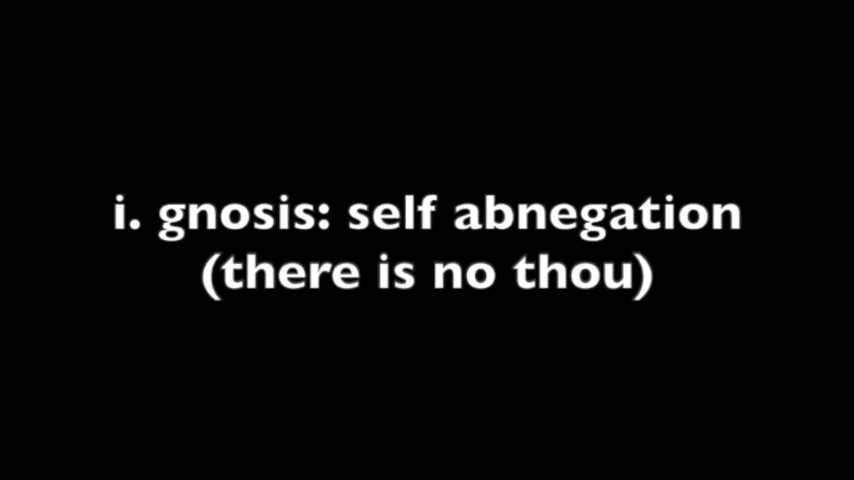 i. gnosis: self abnegation
(there is no thou)